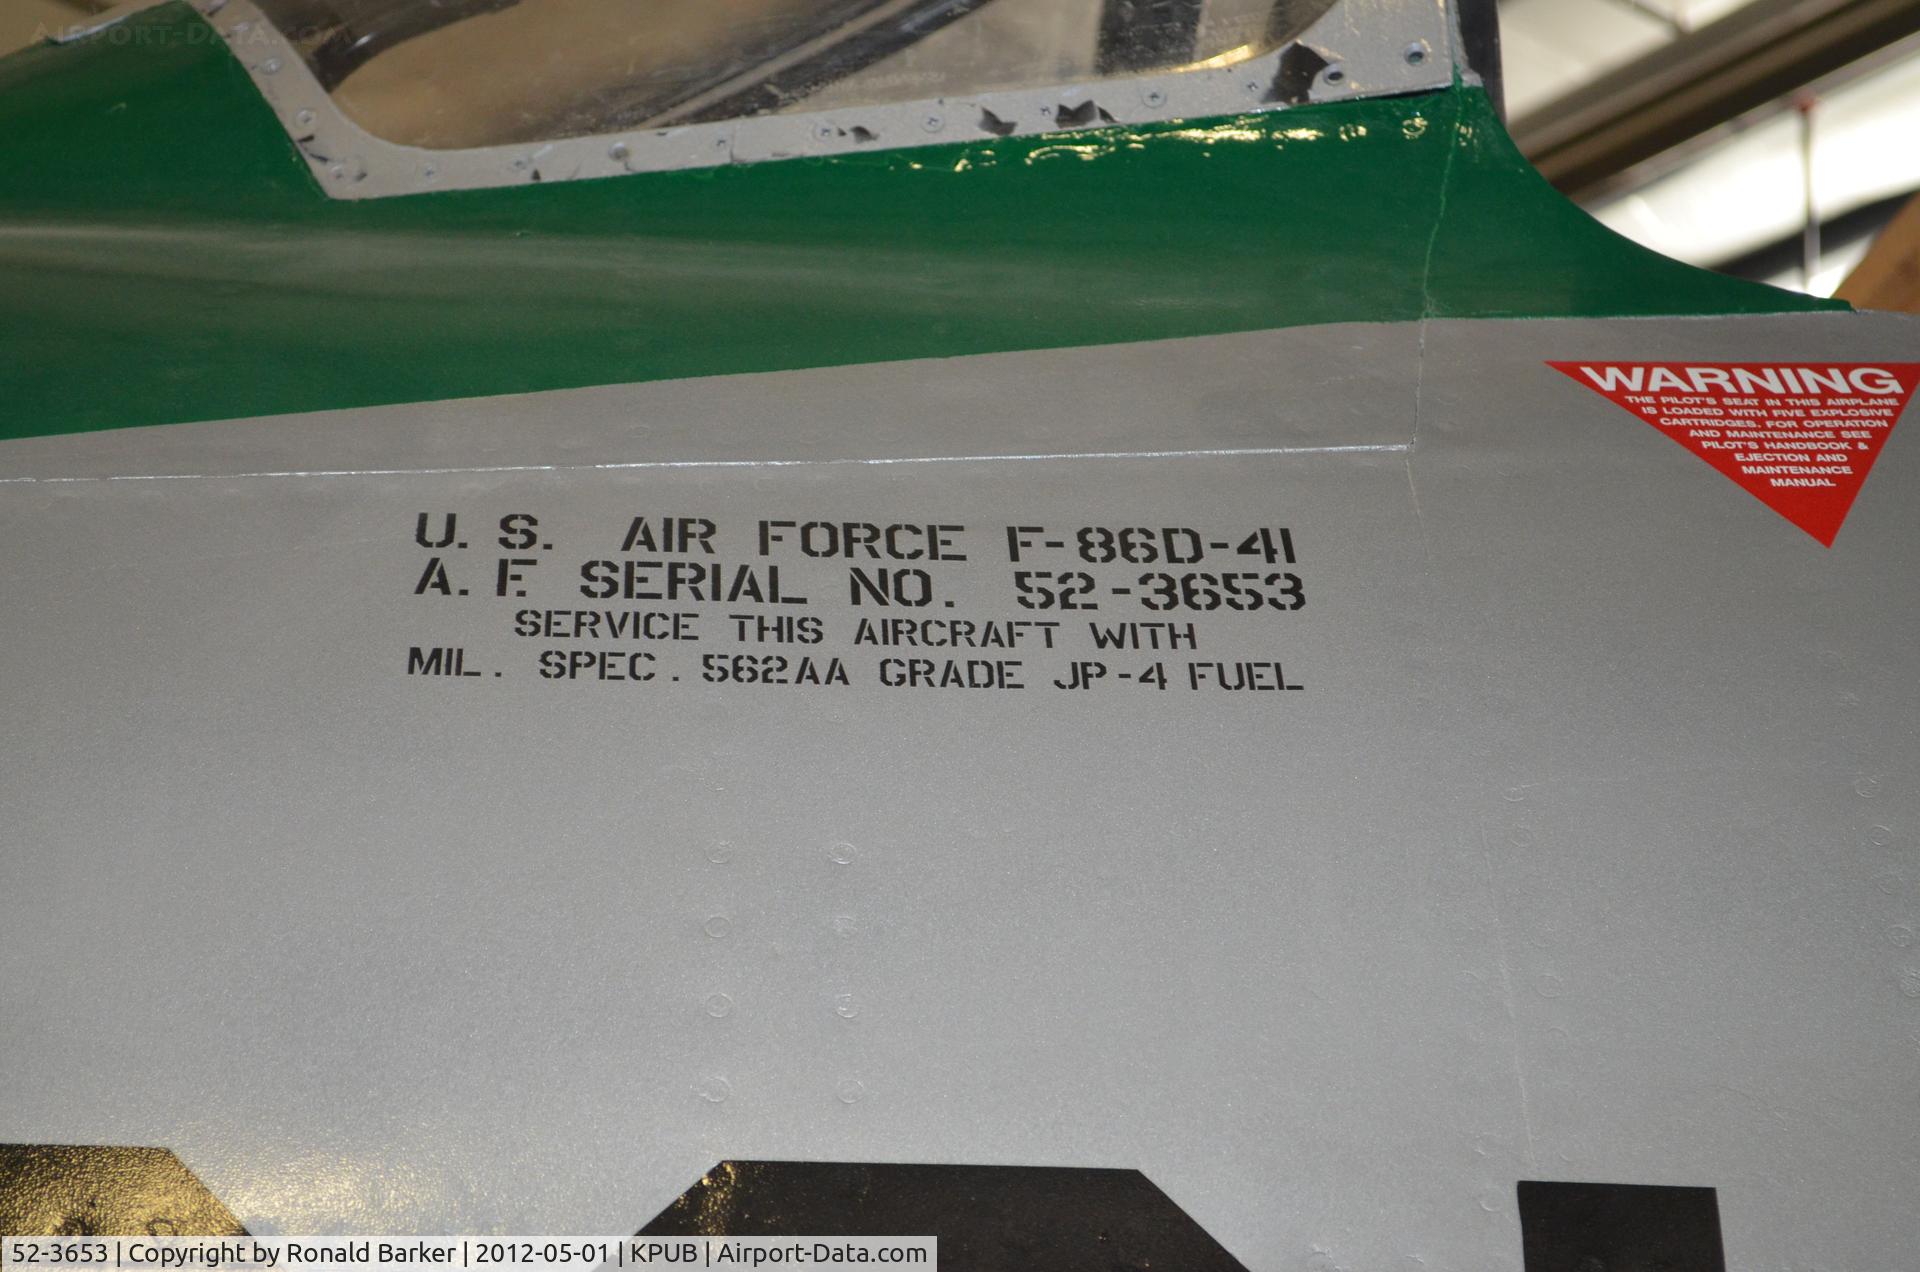 AIRPORT-DATA.COM
WARNING
THE PILOT'S SEAT IN THIS AIRPLANE
IS LOADED WITH FIVE EXPLOSIVE
CARTRIDGES. FOR OPERATION
AND MAINTENANCE SEE
PILOT'S HANDBOOK &
EJECTION AND
MAINTENANCE
MANUAL
U. S. AIR FORCE F-86D-41
A. F. SERIAL NO. 52-3653
SERVICE THIS AIRCRAFT WITH
MIL. SPEC. 562AA GRADE JP-4 FUEL
52-3653 | Copyright by Ronald Barker | 2012-05-01 | KPUB | Airport-Data.com